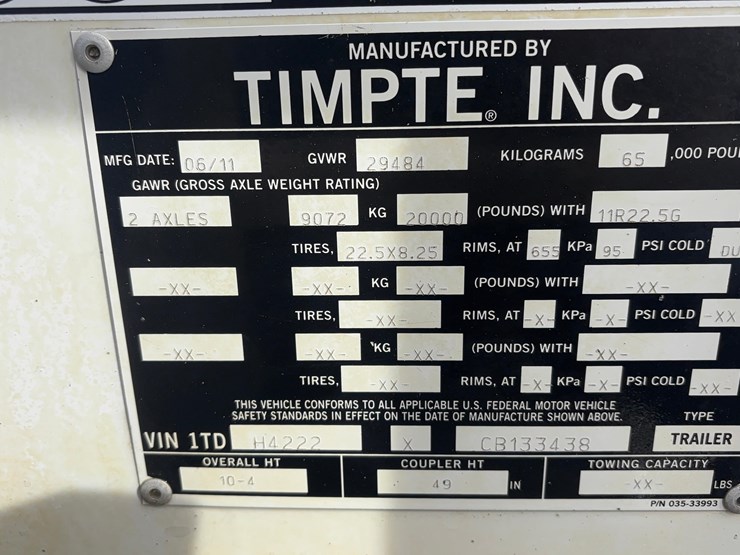 MANUFACTURED BY
TIMPTE® INC.
MFG DATE: 06/11 GVWR 29484 KILOGRAMS 65 ,000 POU
GAWR (GROSS AXLE WEIGHT RATING)
2 AXLES 9072 KG 20000 (POUNDS) WITH 11R22.5G
TIRES, 22.5X8.25 RIMS, AT 655 KPa 95 PSI COLD DU
-XX- -XX- KG -XX- (POUNDS) WITH -XX-
TIRES, -XX- RIMS, AT -X- KPa -X- PSI COLD -XX
-XX- -XX- KG -XX- (POUNDS) WITH -XX-
TIRES, -XX- RIMS, AT -X- KPa -X- PSI COLD -XX-
THIS VEHICLE CONFORMS TO ALL APPLICABLE U.S. FEDERAL MOTOR VEHICLE
SAFETY STANDARDS IN EFFECT ON THE DATE OF MANUFACTURE SHOWN ABOVE. TYPE
VIN 1TD H4222 X CB133438 TRAILER
OVERALL HT COUPLER HT TOWING CAPACITY
10-4 49 IN -XX- LBS
P/N 035-33993